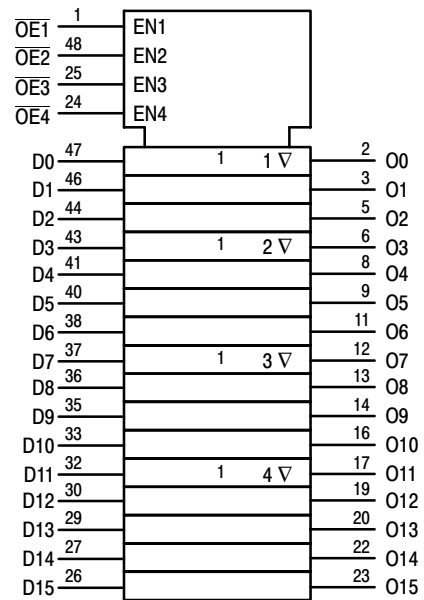 OE1 1 EN1
OE2 48 EN2
OE3 25 EN3
OE4 24 EN4
D0 47 1 1 ∇ 2 O0
D1 46 3 O1
D2 44 5 O2
D3 43 1 2 ∇ 6 O3
D4 41 8 O4
D5 40 9 O5
D6 38 11 O6
D7 37 1 3 ∇ 12 O7
D8 36 13 O8
D9 35 14 O9
D10 33 16 O10
D11 32 1 4 ∇ 17 O11
D12 30 19 O12
D13 29 20 O13
D14 27 22 O14
D15 26 23 O15